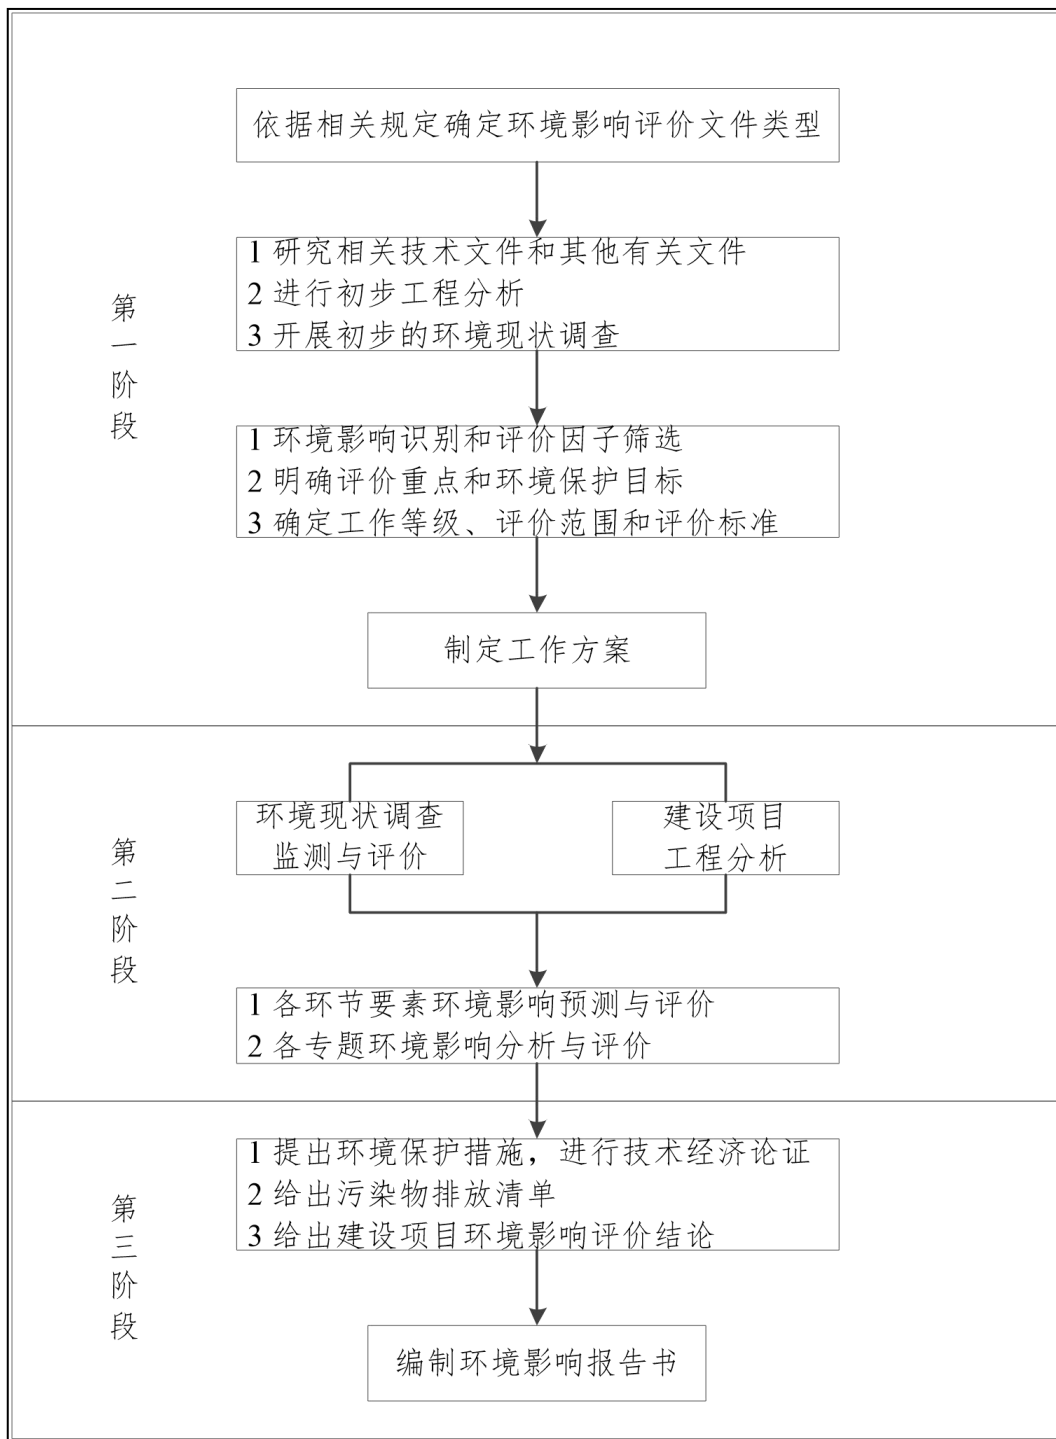 依据相关规定确定环境影响评价文件类型
1 研究相关技术文件和其他有关文件
2 进行初步工程分析
3 开展初步的环境现状调查
第一阶段
1 环境影响识别和评价因子筛选
2 明确评价重点和环境保护目标
3 确定工作等级、评价范围和评价标准
制定工作方案
环境现状调查
监测与评价
建设项目
工程分析
第二阶段
1 各环节要素环境影响预测与评价
2 各专题环境影响分析与评价
1 提出环境保护措施，进行技术经济论证
2 给出污染物排放清单
3 给出建设项目环境影响评价结论
第三阶段
编制环境影响报告书